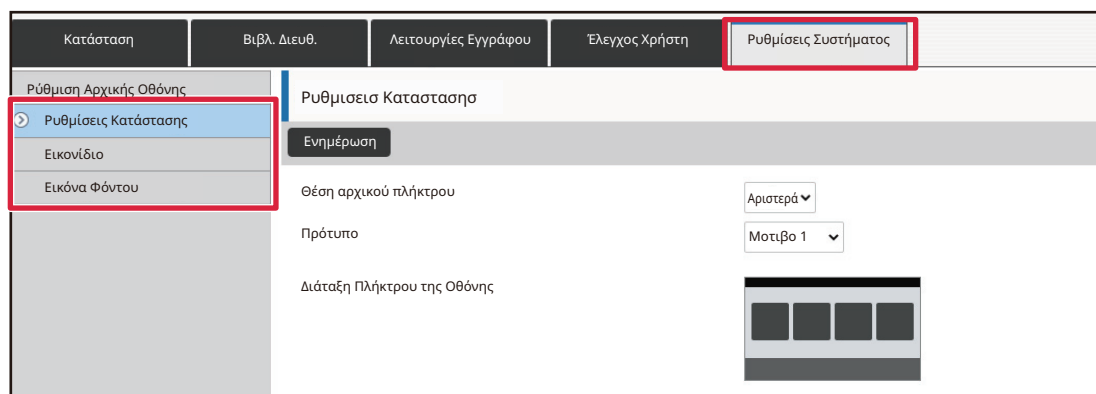 Κατάσταση Βιβλ. Διευθ. Λειτουργίες Εγγράφου Έλεγχος Χρήστη Ρυθμίσεις Συστήματος
Ρύθμιση Αρχικής Οθόνης
Ρυθμίσεις Κατάστασης
Εικονίδιο
Εικόνα Φόντου
Ρυθμισεισ Καταστασησ
Ενημέρωση
Θέση αρχικού πλήκτρου Αριστερά
Πρότυπο Μοτιβο 1
Διάταξη Πλήκτρου της Οθόνης